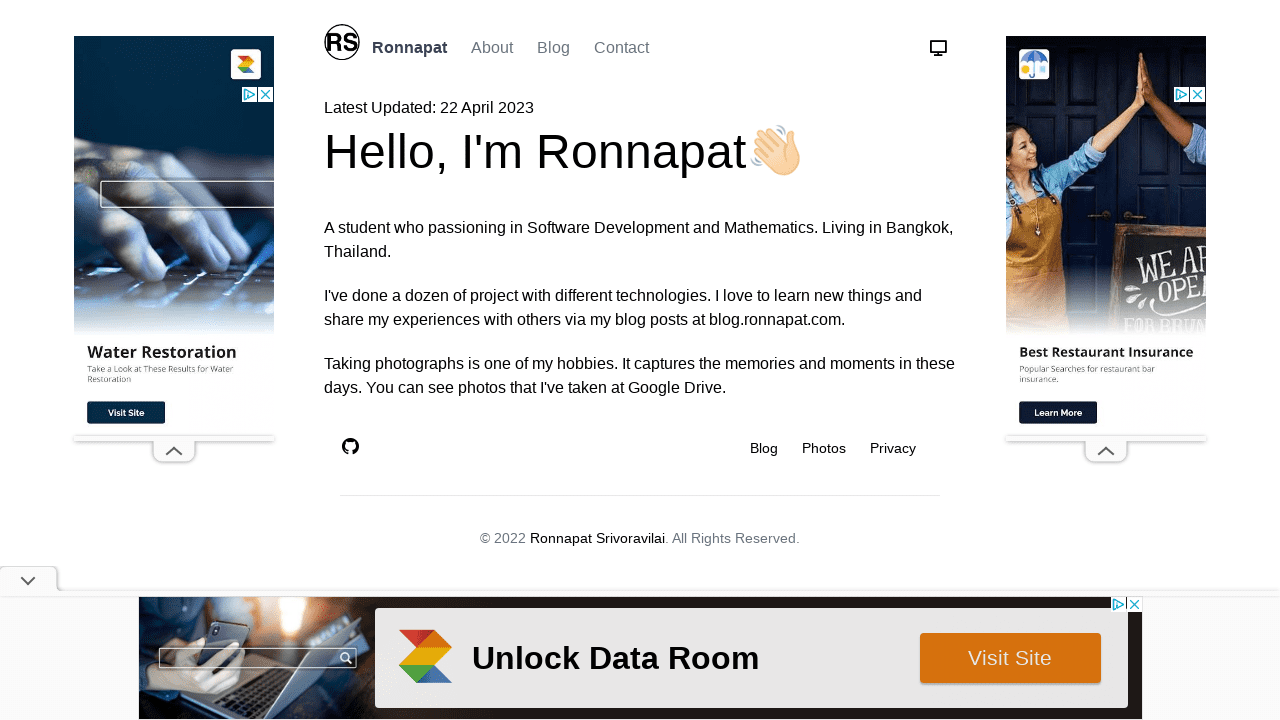 RS Ronnapat About Blog Contact
Latest Updated: 22 April 2023
Hello, I'm Ronnapat👋🏻
A student who passioning in Software Development and Mathematics. Living in Bangkok,
Thailand.
I've done a dozen of project with different technologies. I love to learn new things and
share my experiences with others via my blog posts at blog.ronnapat.com.
Taking photographs is one of my hobbies. It captures the memories and moments in these
days. You can see photos that I've taken at Google Drive.
Blog Photos Privacy
© 2022 Ronnapat Srivoravilai. All Rights Reserved.
Water Restoration
Take a Look at These Results for Water
Restoration
Visit Site
WE AR
OPE
FOR BRUN
Best Restaurant Insurance
Popular Searches for restaurant bar
insurance.
Learn More
Unlock Data Room
Visit Site